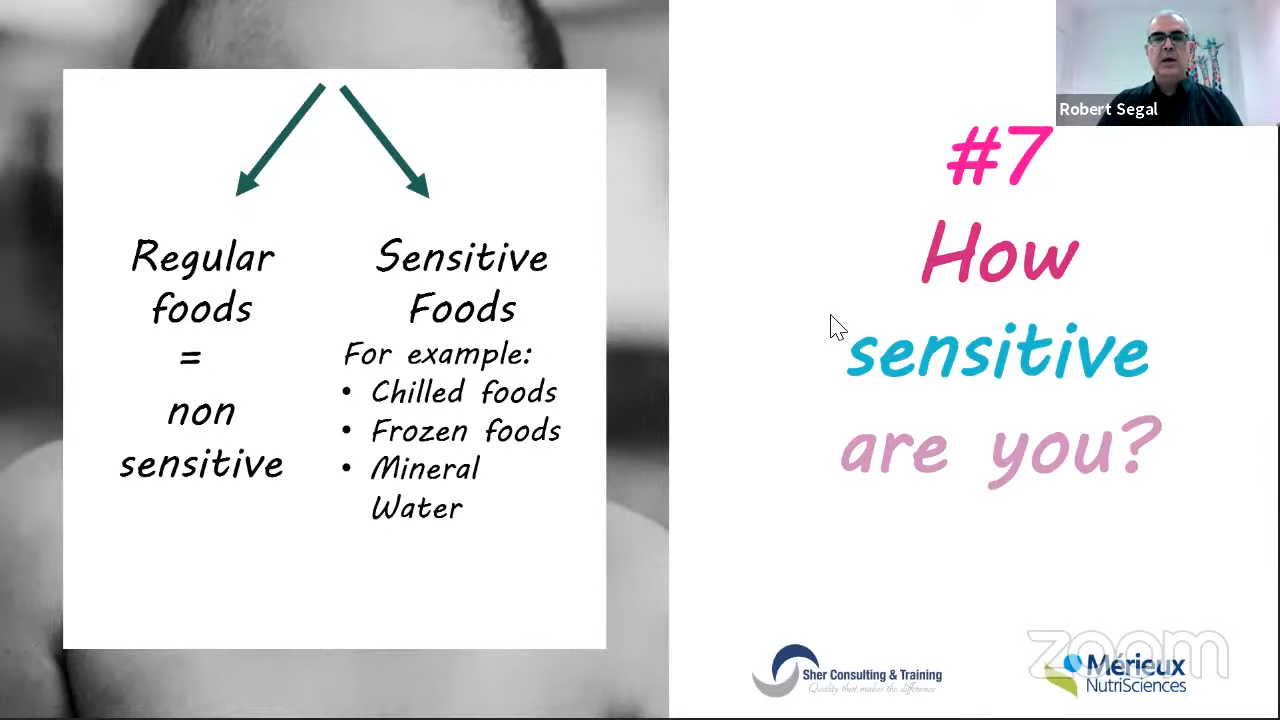 Regular
foods
=
non
sensitive
Sensitive
Foods
For example:
• Chilled foods
• Frozen foods
• Mineral
Water
Robert Segal
#7
How
sensitive
are you?
Sher Consulting & Training
Quality that makes the difference
zoom
Mérieux
NutriSciences